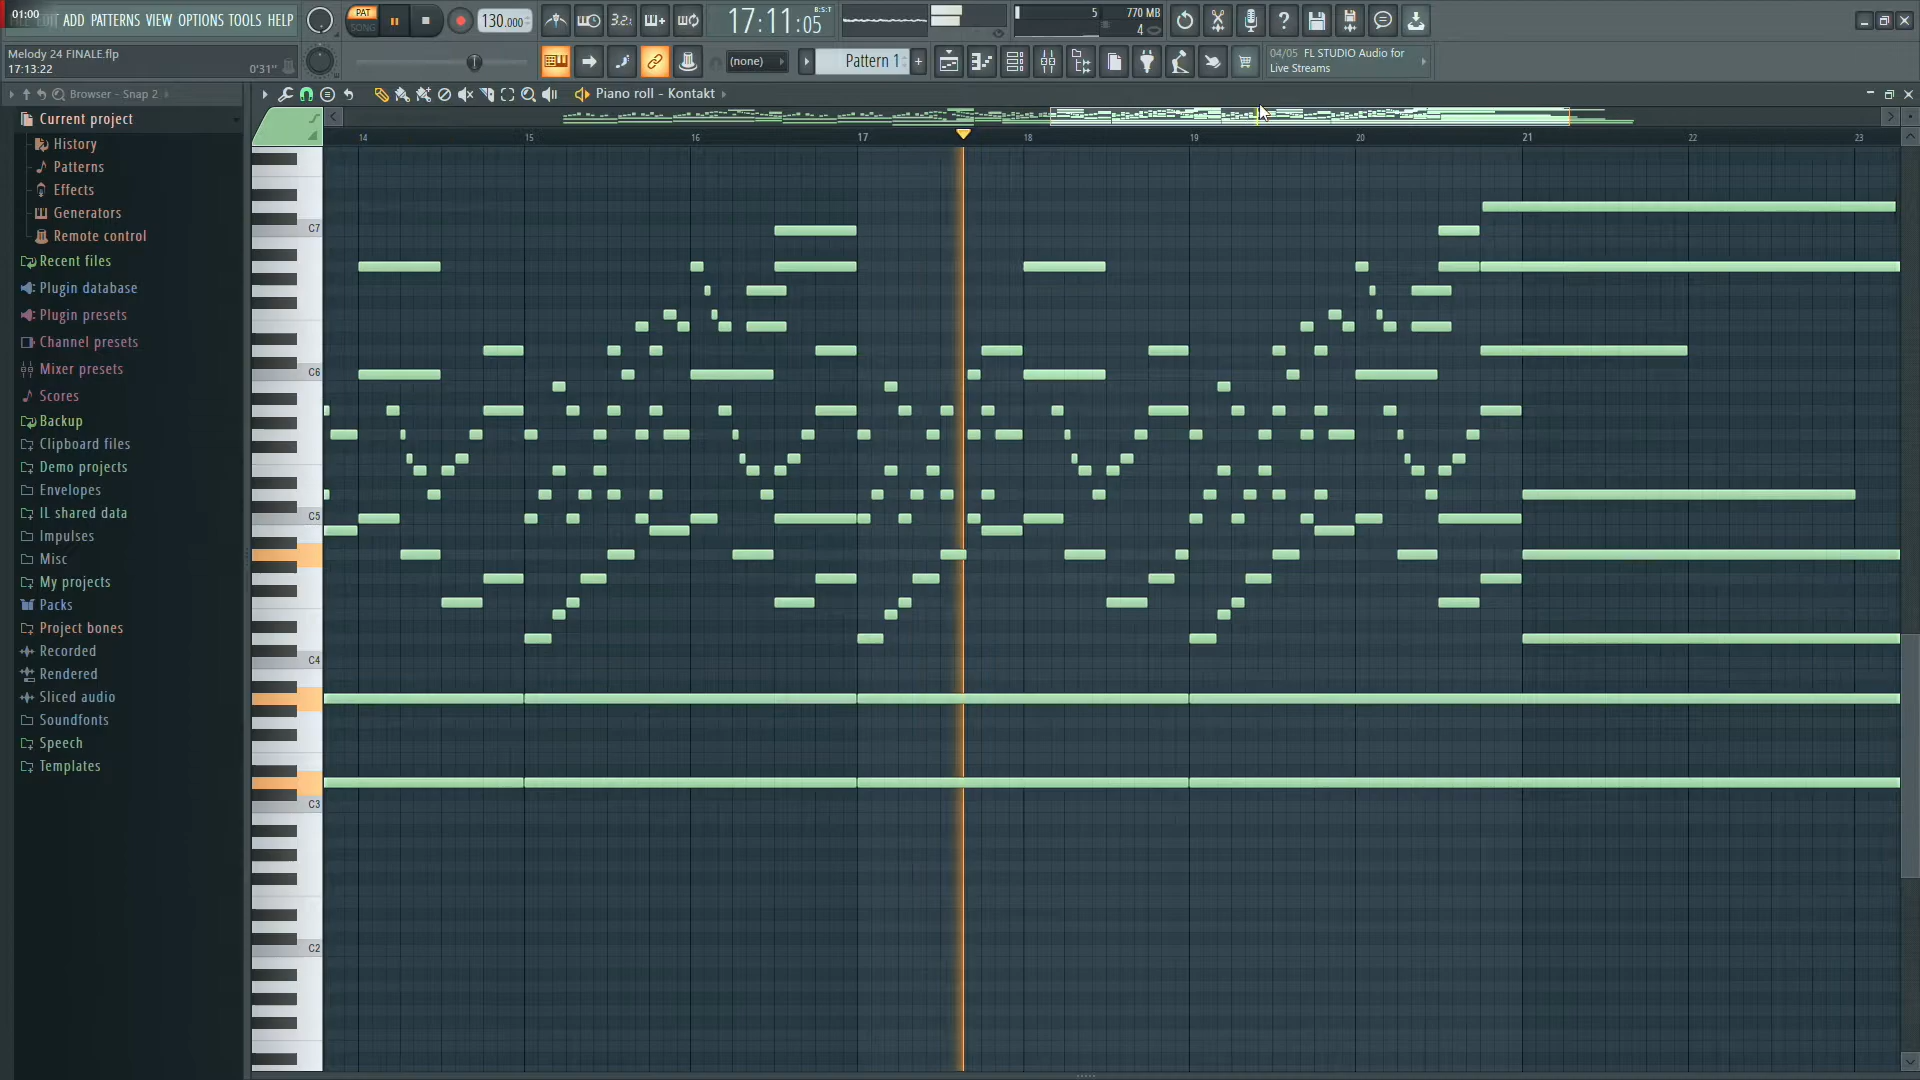 01:00
EDIT ADD PATTERNS VIEW OPTIONS TOOLS HELP
PAT
SONG
130.000
3.2.
17:11:05
B:S:T
5
770 MB
4
Melody 24 FINALE.flp
17:13:22
0'31"
(none)
Pattern 1
+
04/05 FL STUDIO Audio for
Live Streams
Browser - Snap 2
Piano roll - Kontakt
Current project
History
Patterns
Effects
Generators
Remote control
Recent files
Plugin database
Plugin presets
Channel presets
Mixer presets
Scores
Backup
Clipboard files
Demo projects
Envelopes
IL shared data
Impulses
Misc
My projects
Packs
Project bones
Recorded
Rendered
Sliced audio
Soundfonts
Speech
Templates
14 15 16 17 18 19 20 21 22 23
C7
C6
C5
C4
C3
C2